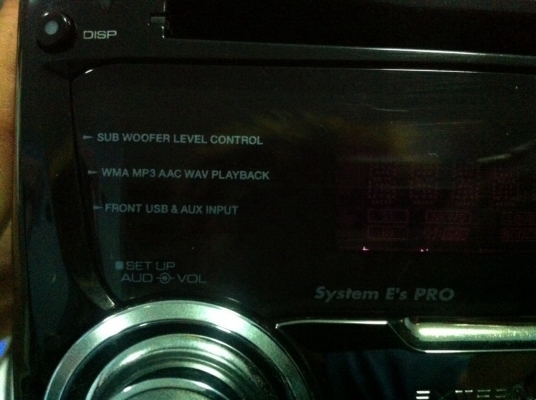 DISP
SUB WOOFER LEVEL CONTROL
WMA MP3 AAC WAV PLAYBACK
FRONT USB & AUX INPUT
SET UP
AUD VOL
System E's PRO